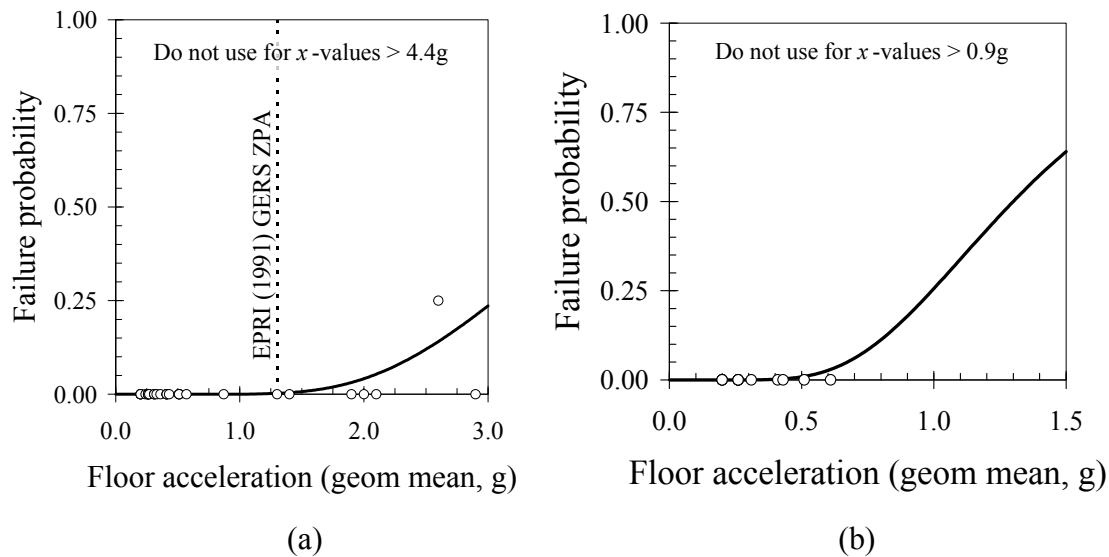 1.00
Do not use for x-values > 4.4g
0.75
0.50
0.25
0.00
Failure probability
EPRI (1991) GERS ZPA
0.0 1.0 2.0 3.0
Floor acceleration (geom mean, g)
(a)
1.00
Do not use for x-values > 0.9g
0.75
0.50
0.25
0.00
Failure probability
0.0 0.5 1.0 1.5
Floor acceleration (geom mean, g)
(b)